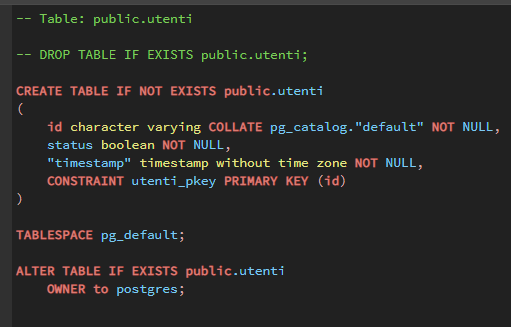 -- Table: public.utenti
-- DROP TABLE IF EXISTS public.utenti;
CREATE TABLE IF NOT EXISTS public.utenti
(
    id character varying COLLATE pg_catalog."default" NOT NULL,
    status boolean NOT NULL,
    "timestamp" timestamp without time zone NOT NULL,
    CONSTRAINT utenti_pkey PRIMARY KEY (id)
)
TABLESPACE pg_default;
ALTER TABLE IF EXISTS public.utenti
    OWNER to postgres;